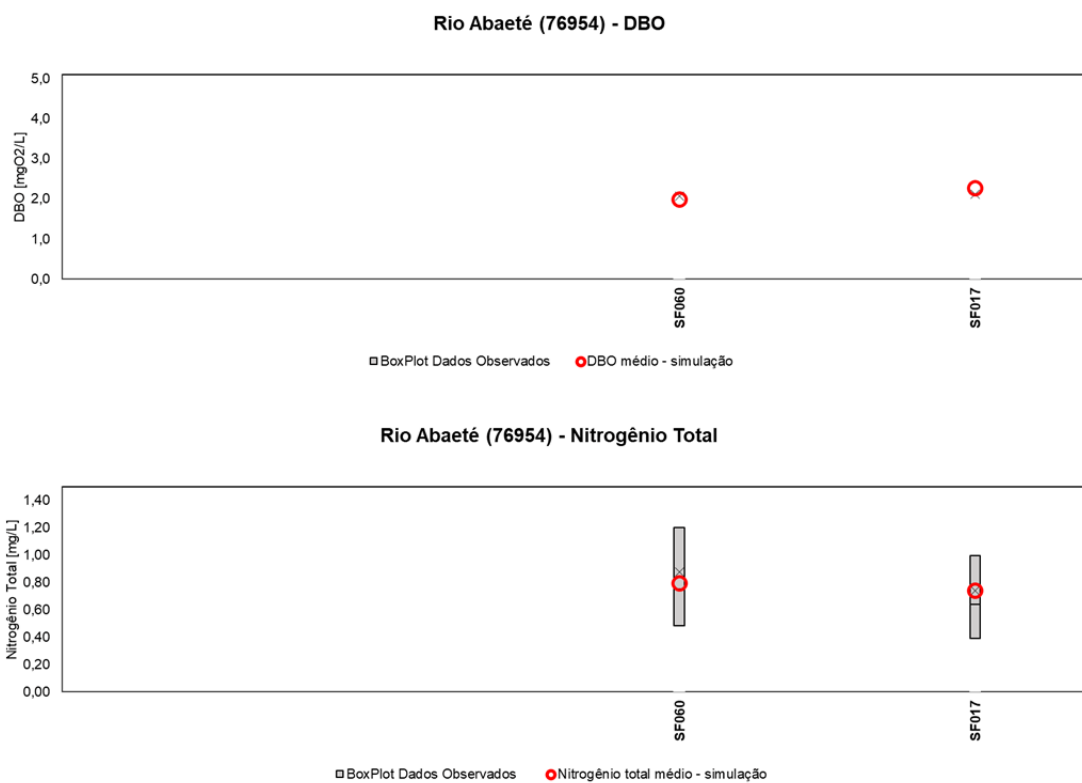 Rio Abaeté (76954) - DBO
DBO [mgO2/L]
5,0
4,0
3,0
2,0
1,0
0,0
SF060
SF017
BoxPlot Dados Observados
DBO médio - simulação
Rio Abaeté (76954) - Nitrogênio Total
Nitrogênio Total [mg/L]
1,40
1,20
1,00
0,80
0,60
0,40
0,20
0,00
SF060
SF017
BoxPlot Dados Observados
Nitrogênio total médio - simulação